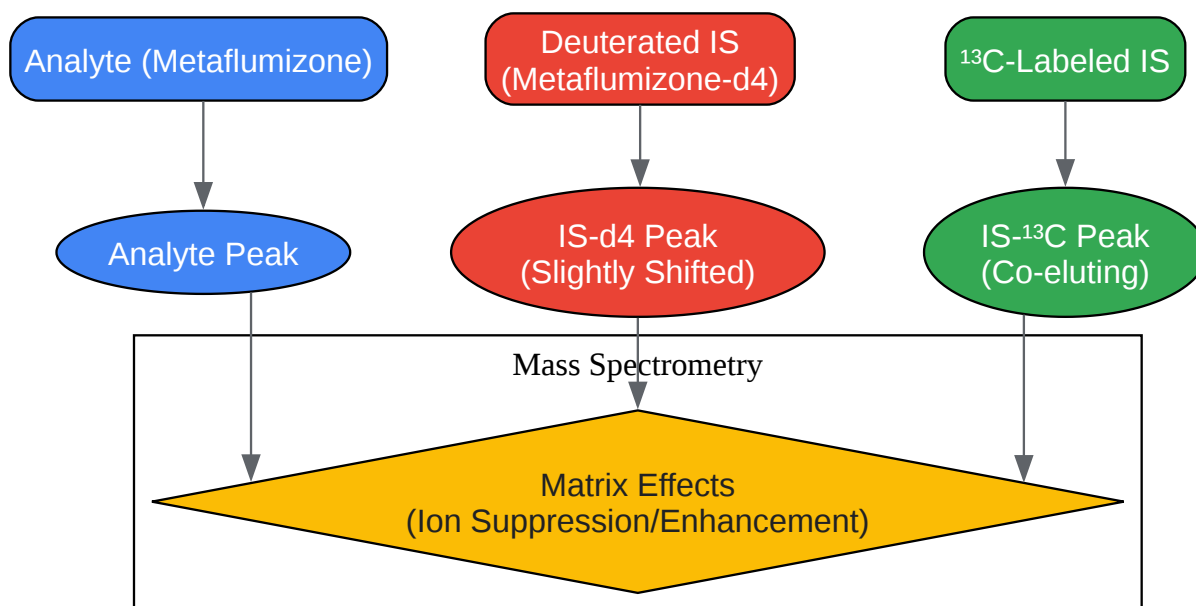 Analyte (Metaflumizone)
Deuterated IS
(Metaflumizone-d4)
¹³C-Labeled IS
Analyte Peak
IS-d4 Peak
(Slightly Shifted)
IS-¹³C Peak
(Co-eluting)
Mass Spectrometry
Matrix Effects
(Ion Suppression/Enhancement)